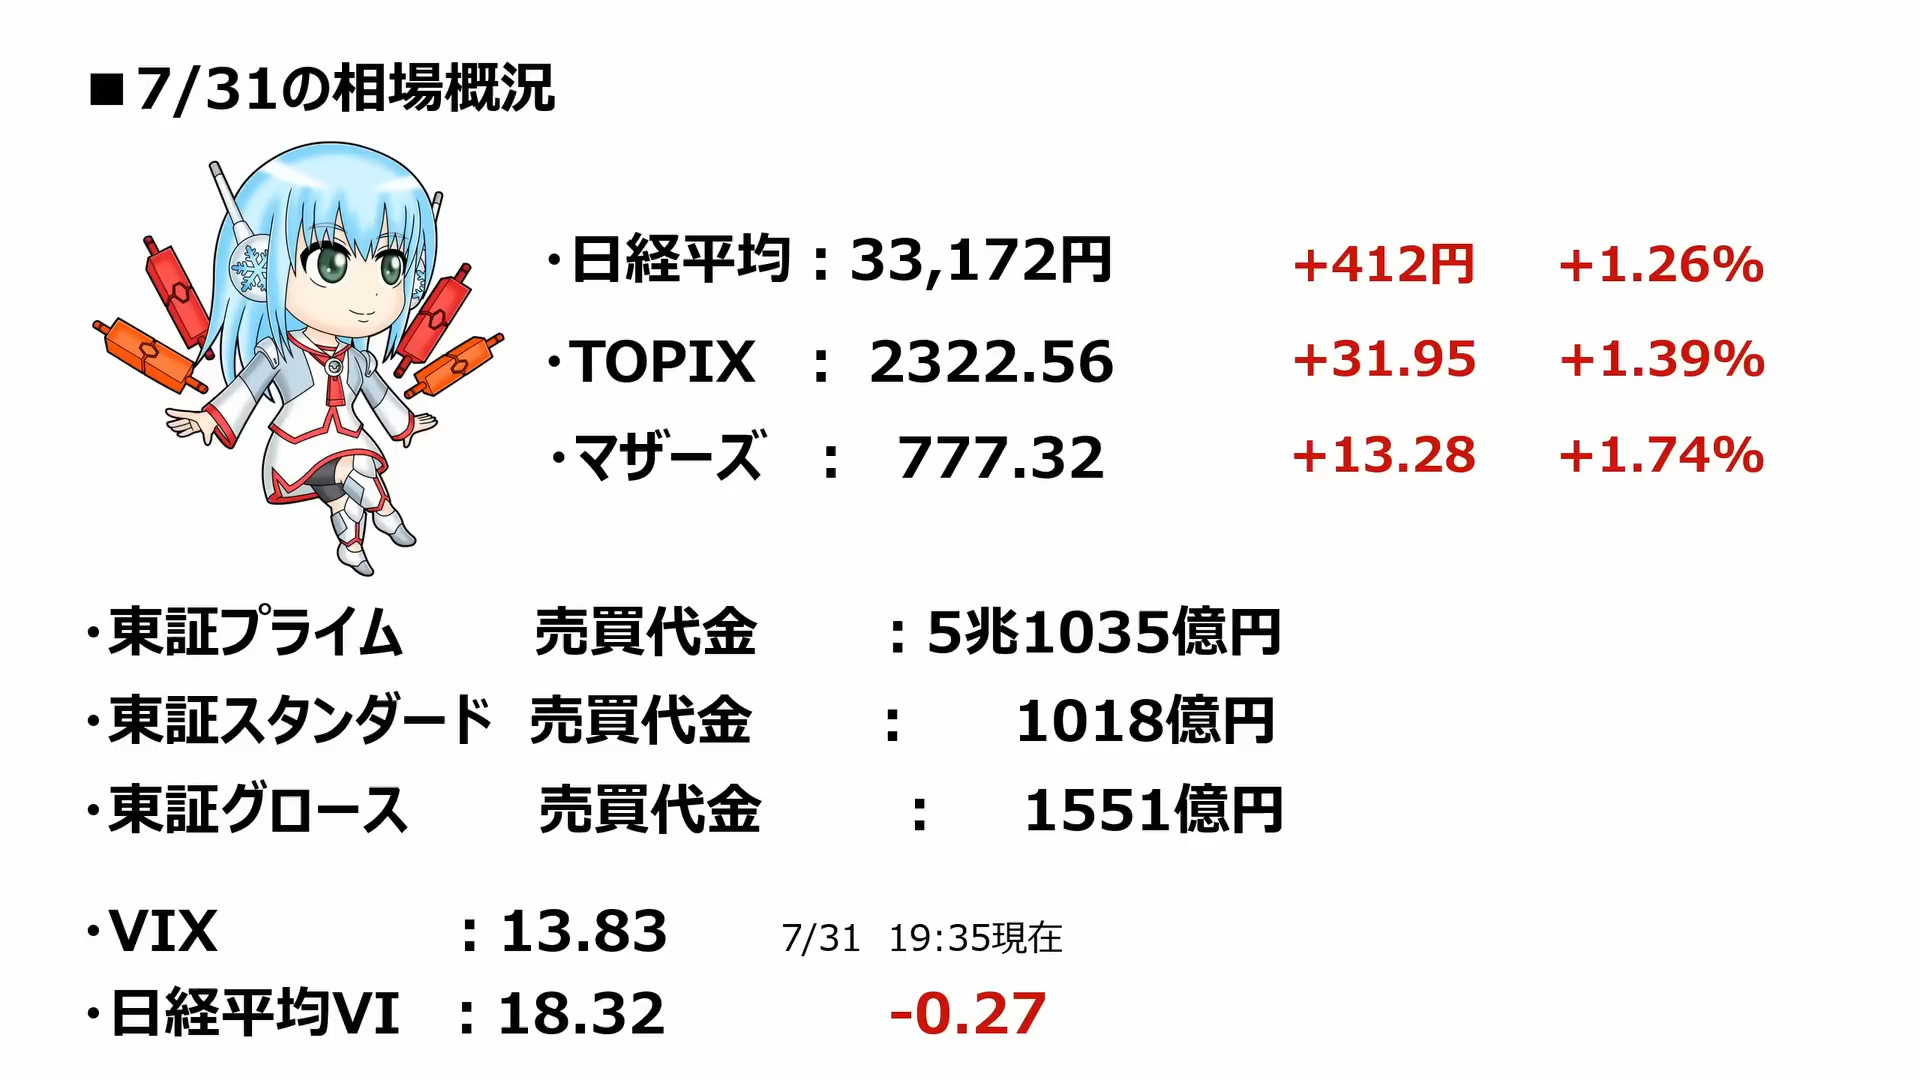 ■7/31の相場概況
・日経平均：33,172円 +412円 +1.26%
・TOPIX ： 2322.56 +31.95 +1.39%
・マザーズ ： 777.32 +13.28 +1.74%
・東証プライム 売買代金 ：5兆1035億円
・東証スタンダード 売買代金 ： 1018億円
・東証グロース 売買代金 ： 1551億円
・VIX ：13.83 7/31 19:35現在
・日経平均VI ：18.32 -0.27